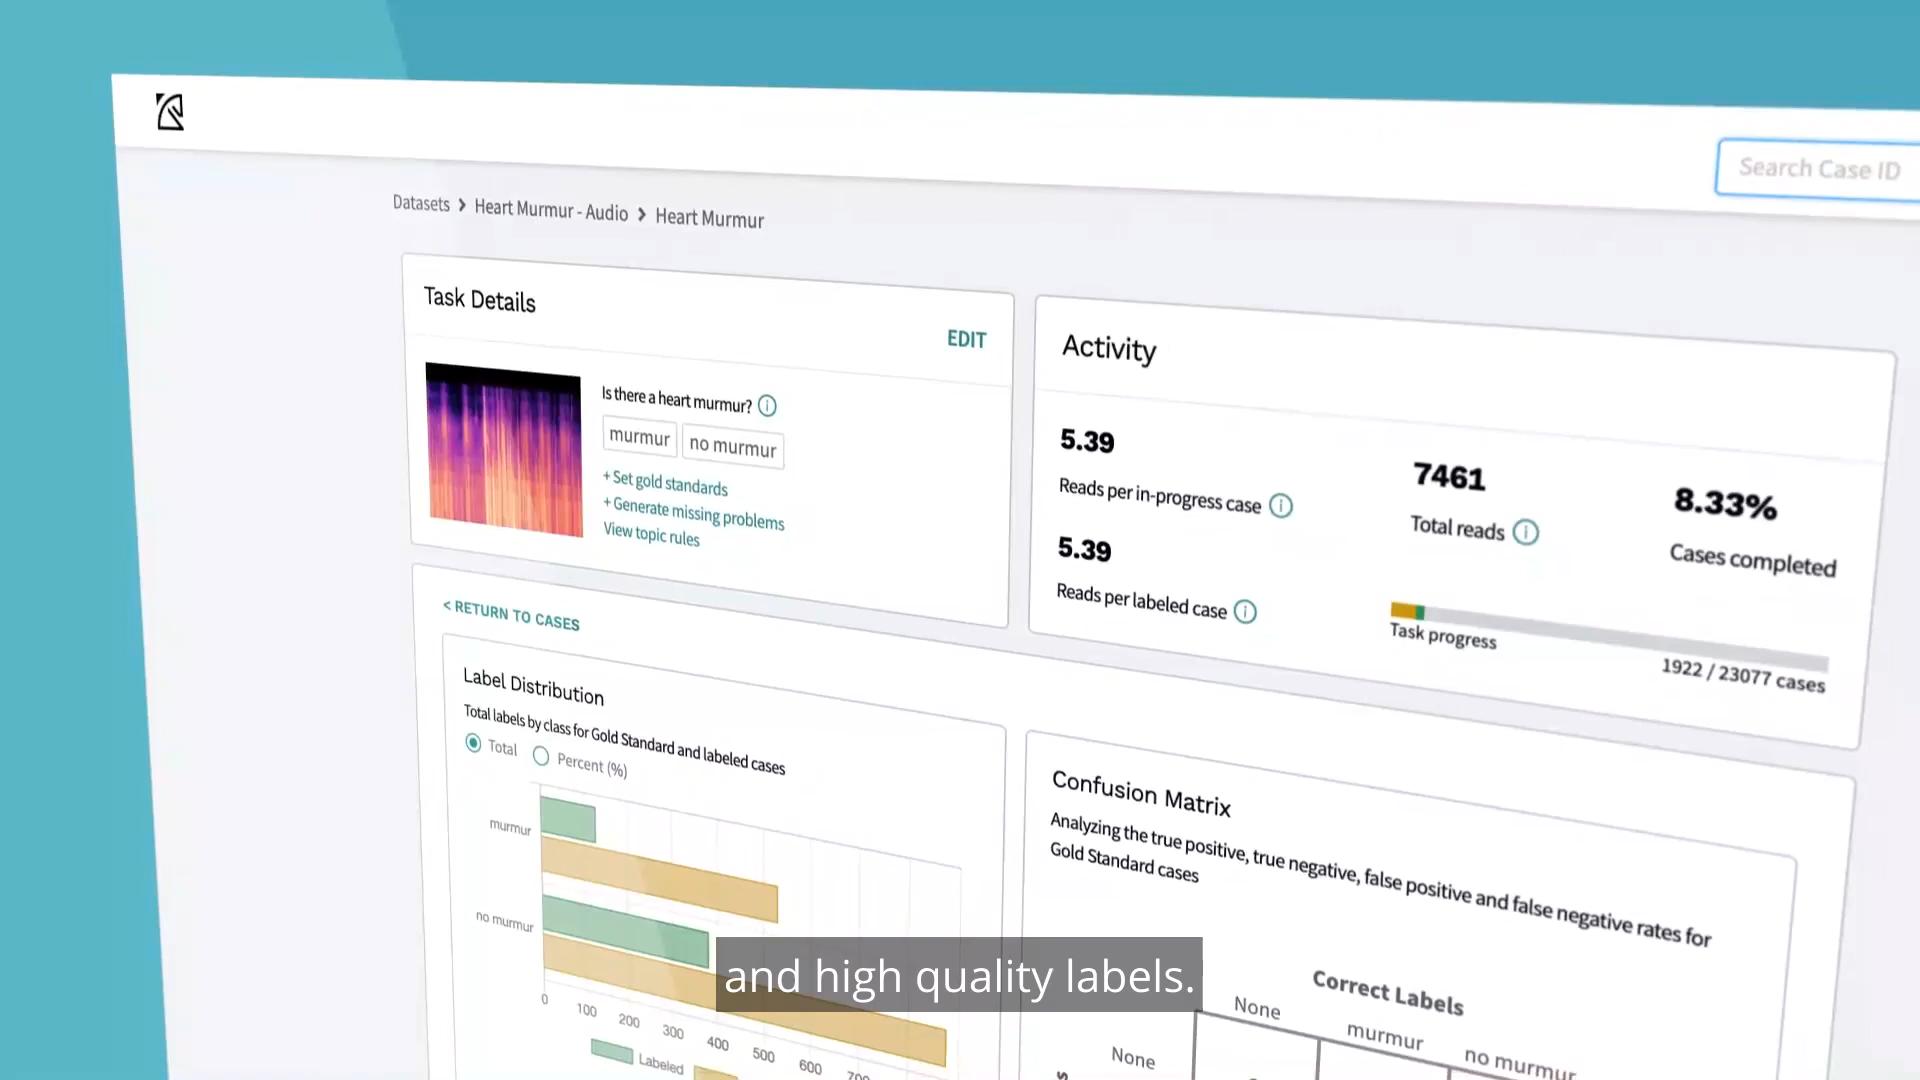 Search Case ID
Datasets > Heart Murmur - Audio > Heart Murmur
Task Details
EDIT
Is there a heart murmur?
murmur
no murmur
+ Set gold standards
+ Generate missing problems
View topic rules
Activity
5.39
Reads per in-progress case
7461
Total reads
8.33%
Cases completed
5.39
Reads per labeled case
Task progress
1922 / 23077 cases
< RETURN TO CASES
Label Distribution
Total labels by class for Gold Standard and labeled cases
Total
Percent (%)
murmur
no murmur
0 100 200 300 400 500 600
Labeled
Confusion Matrix
Analyzing the true positive, true negative, false positive and false negative rates for
Gold Standard cases
Correct Labels
None murmur no murmur
None
and high quality labels.